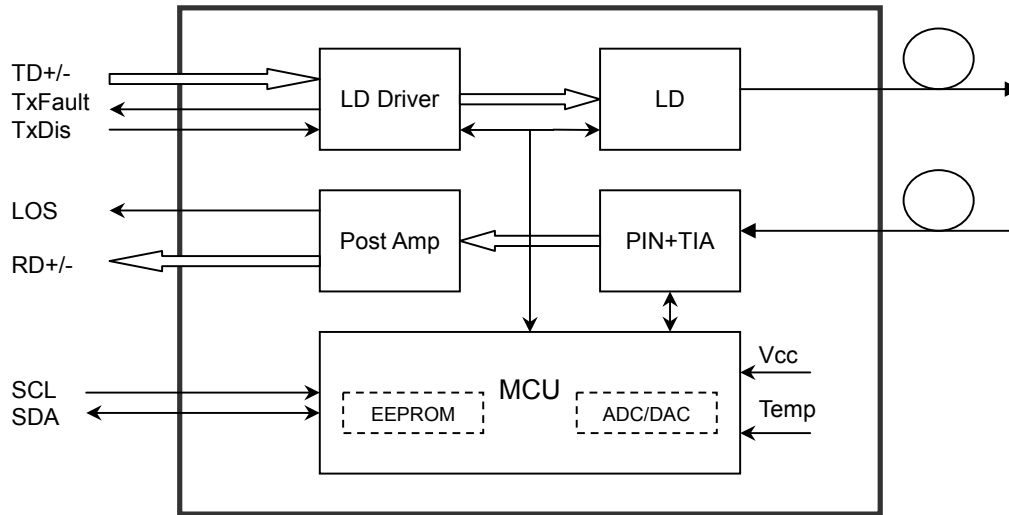 TD+/-
TxFault
TxDis
LD Driver
LD
LOS
RD+/-
Post Amp
PIN+TIA
SCL
SDA
MCU
EEPROM
ADC/DAC
Vcc
Temp